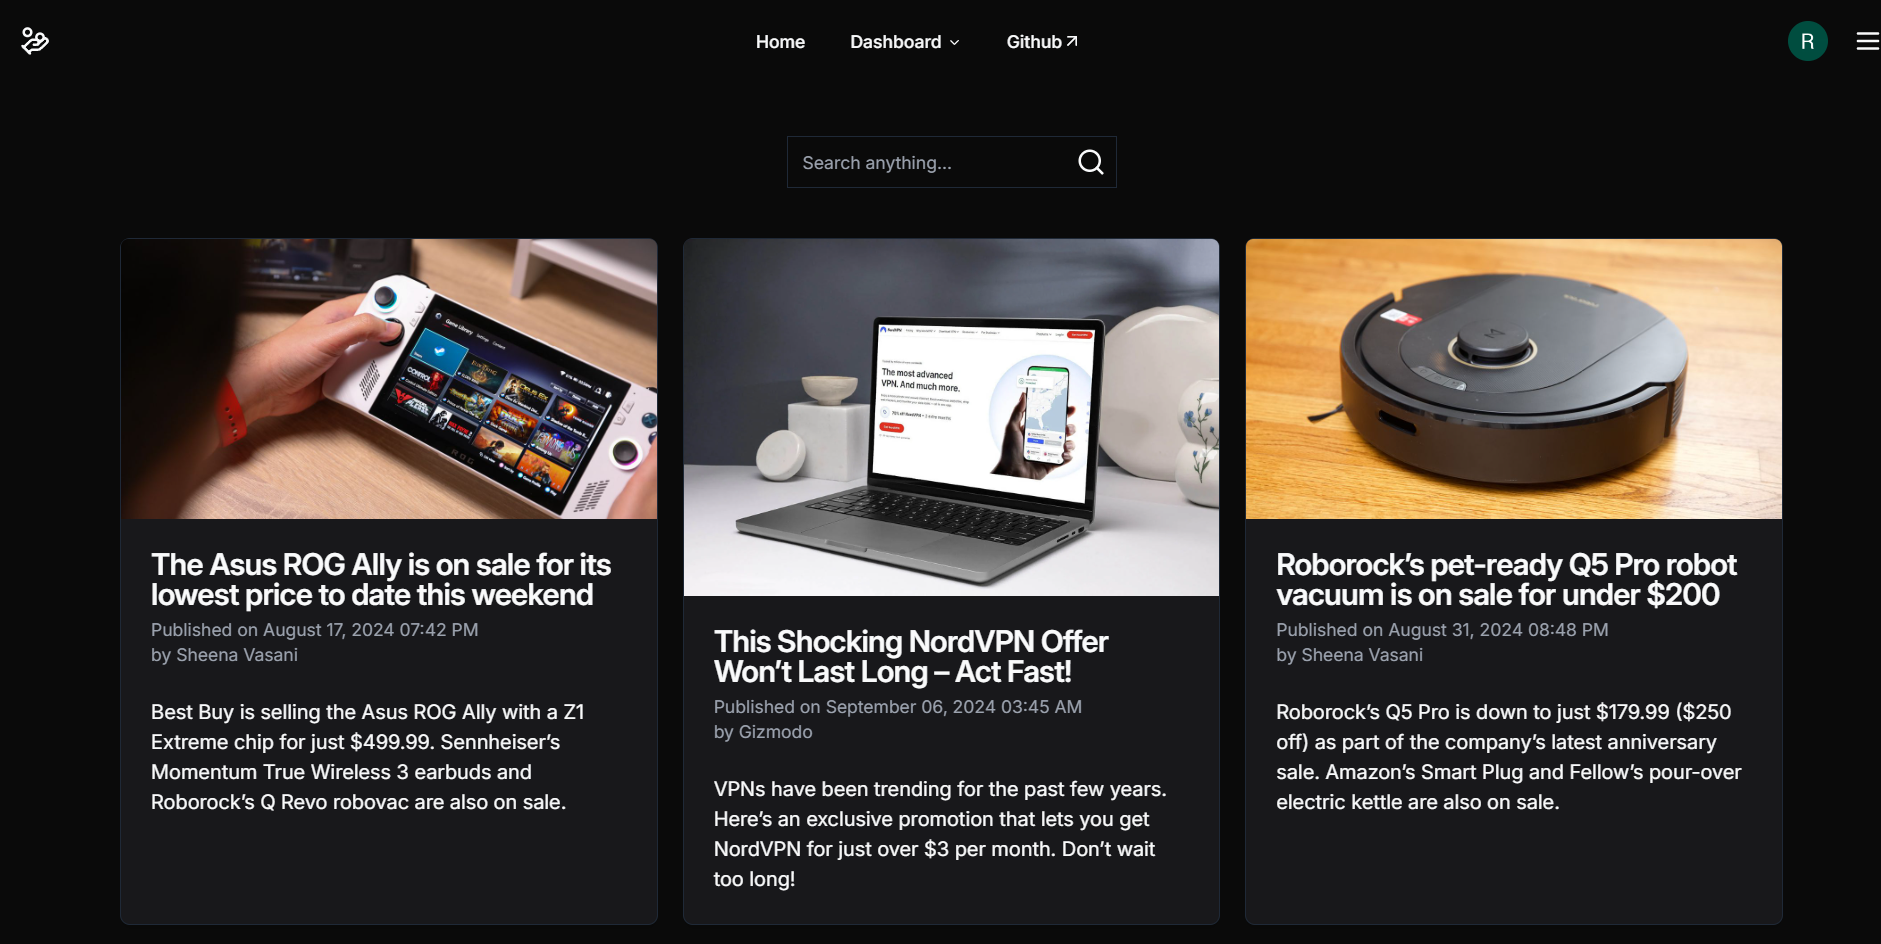 Home
Dashboard
Github
R
Search anything...
Game Library
Settings
ROG
NordVPN
The most advanced
VPN. And much more.
The Asus ROG Ally is on sale for its
lowest price to date this weekend
Published on August 17, 2024 07:42 PM
by Sheena Vasani
Best Buy is selling the Asus ROG Ally with a Z1
Extreme chip for just $499.99. Sennheiser’s
Momentum True Wireless 3 earbuds and
Roborock’s Q Revo robovac are also on sale.
This Shocking NordVPN Offer
Won’t Last Long – Act Fast!
Published on September 06, 2024 03:45 AM
by Gizmodo
VPNs have been trending for the past few years.
Here’s an exclusive promotion that lets you get
NordVPN for just over $3 per month. Don’t wait
too long!
Roborock’s pet-ready Q5 Pro robot
vacuum is on sale for under $200
Published on August 31, 2024 08:48 PM
by Sheena Vasani
Roborock’s Q5 Pro is down to just $179.99 ($250
off) as part of the company’s latest anniversary
sale. Amazon’s Smart Plug and Fellow’s pour-over
electric kettle are also on sale.